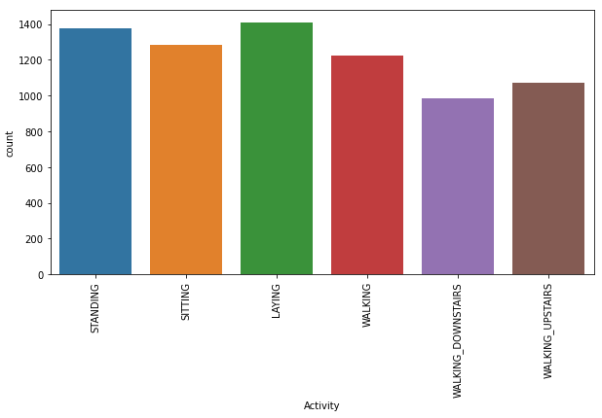 1400
1200
1000
800
600
400
200
0
count
STANDING
SITTING
LAYING
WALKING
WALKING_DOWNSTAIRS
WALKING_UPSTAIRS
Activity